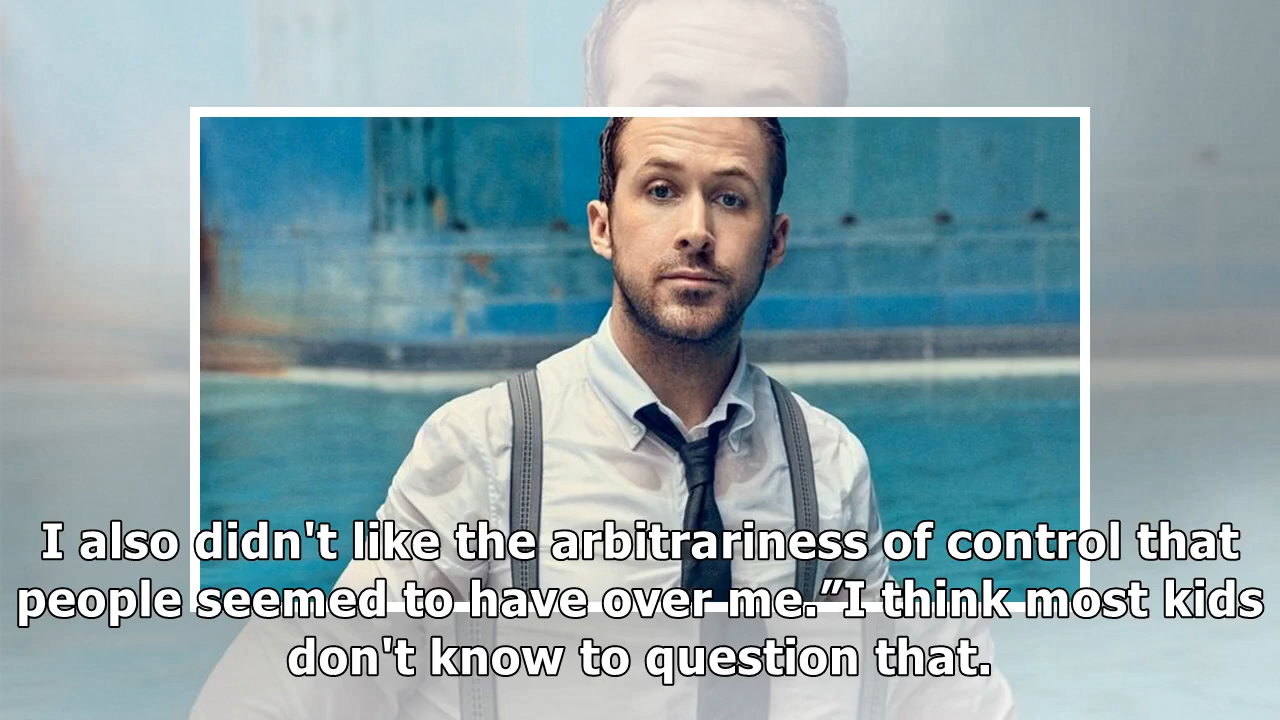 I also didn't like the arbitrariness of control that
people seemed to have over me.”I think most kids
don't know to question that.